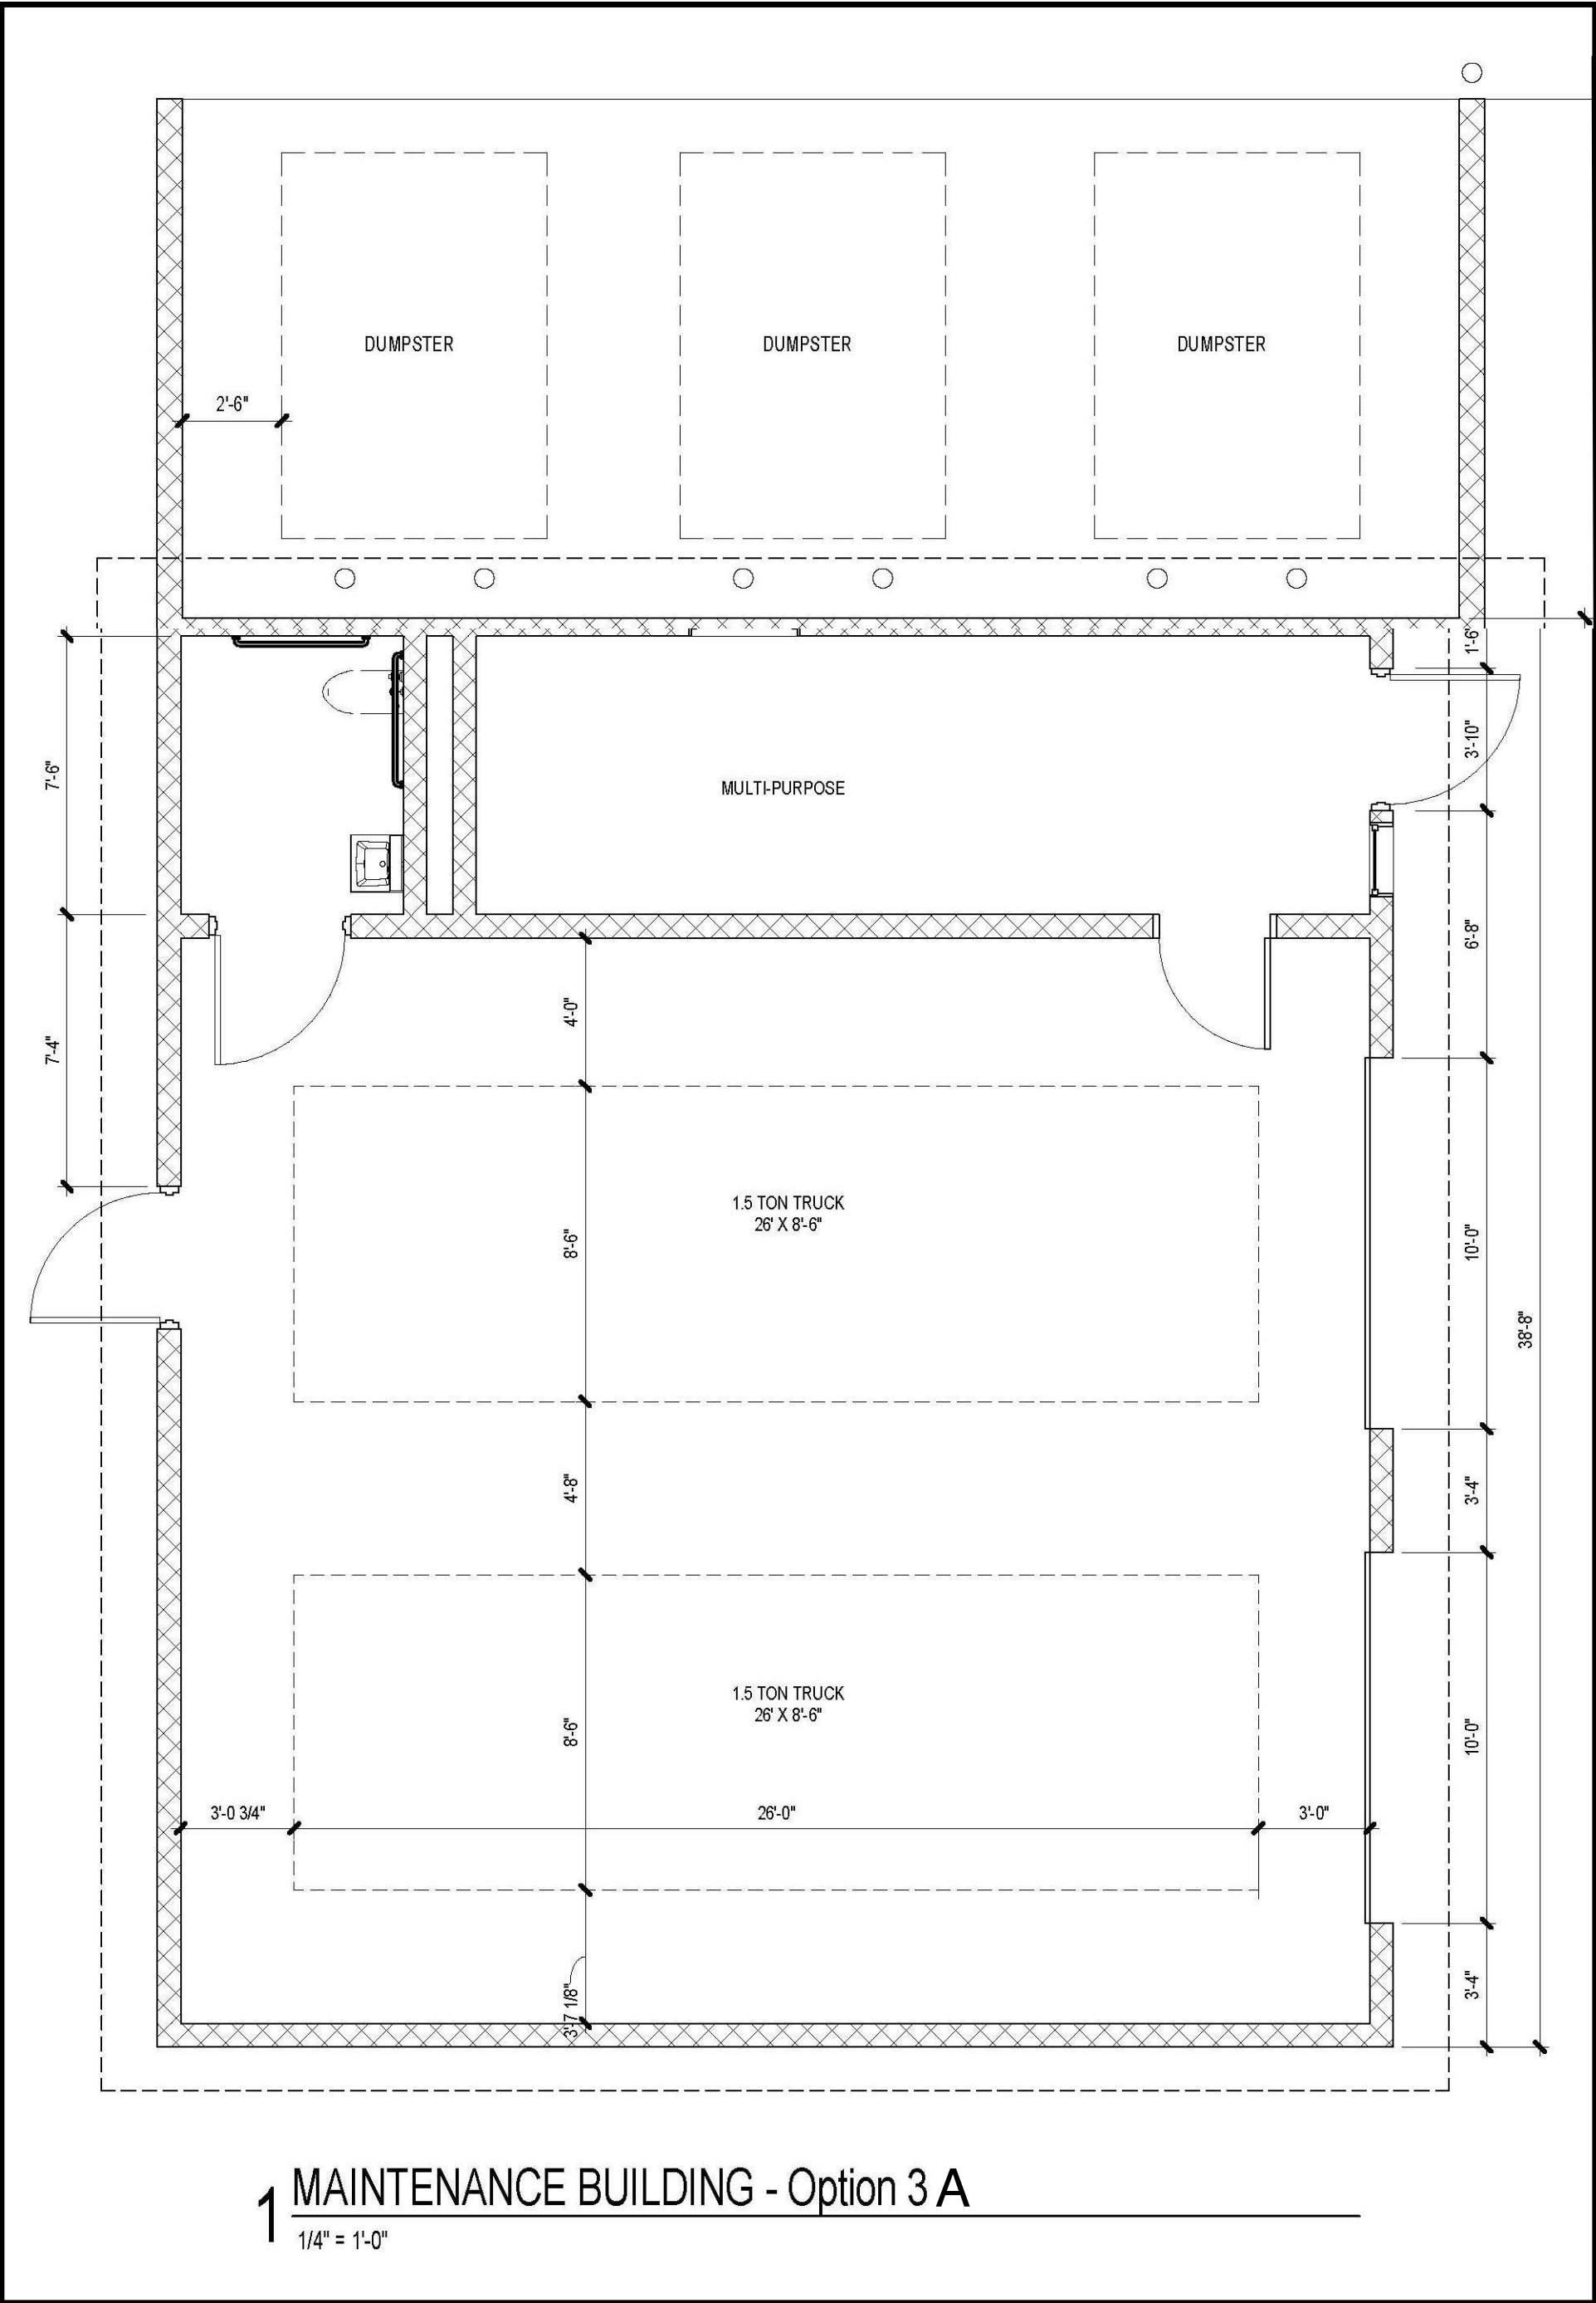 DUMPSTER
DUMPSTER
DUMPSTER
2'-6"
1'-6"
3'-10"
7'-6"
MULTI-PURPOSE
6'-8"
4'-0"
7'-4"
1.5 TON TRUCK
26' X 8'-6"
8'-6"
10'-0"
38'-8"
4'-8"
3'-4"
1.5 TON TRUCK
26' X 8'-6"
8'-6"
10'-0"
3'-0 3/4"
26'-0"
3'-0"
3'-7 1/8"
3'-4"
1
MAINTENANCE BUILDING - Option 3 A
1/4" = 1'-0"